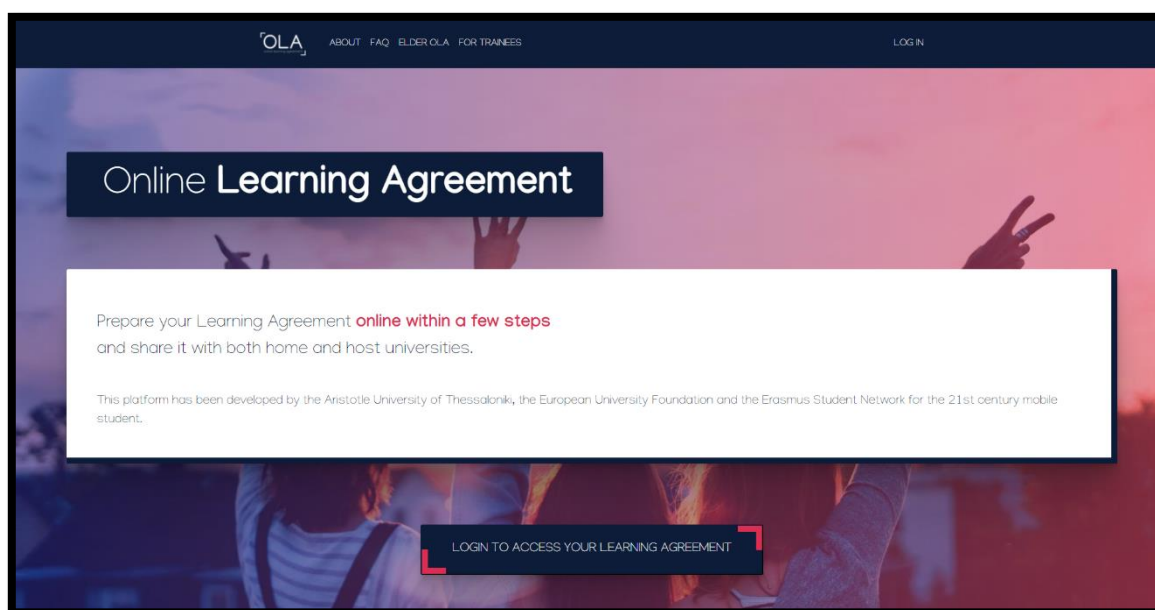 OLA
ABOUT FAQ ELDER OLA FOR TRAINEES
LOG IN
Online Learning Agreement
Prepare your Learning Agreement online within a few steps
and share it with both home and host universities.
This platform has been developed by the Aristotle University of Thessaloniki, the European University Foundation and the Erasmus Student Network for the 21st century mobile
student.
LOGIN TO ACCESS YOUR LEARNING AGREEMENT